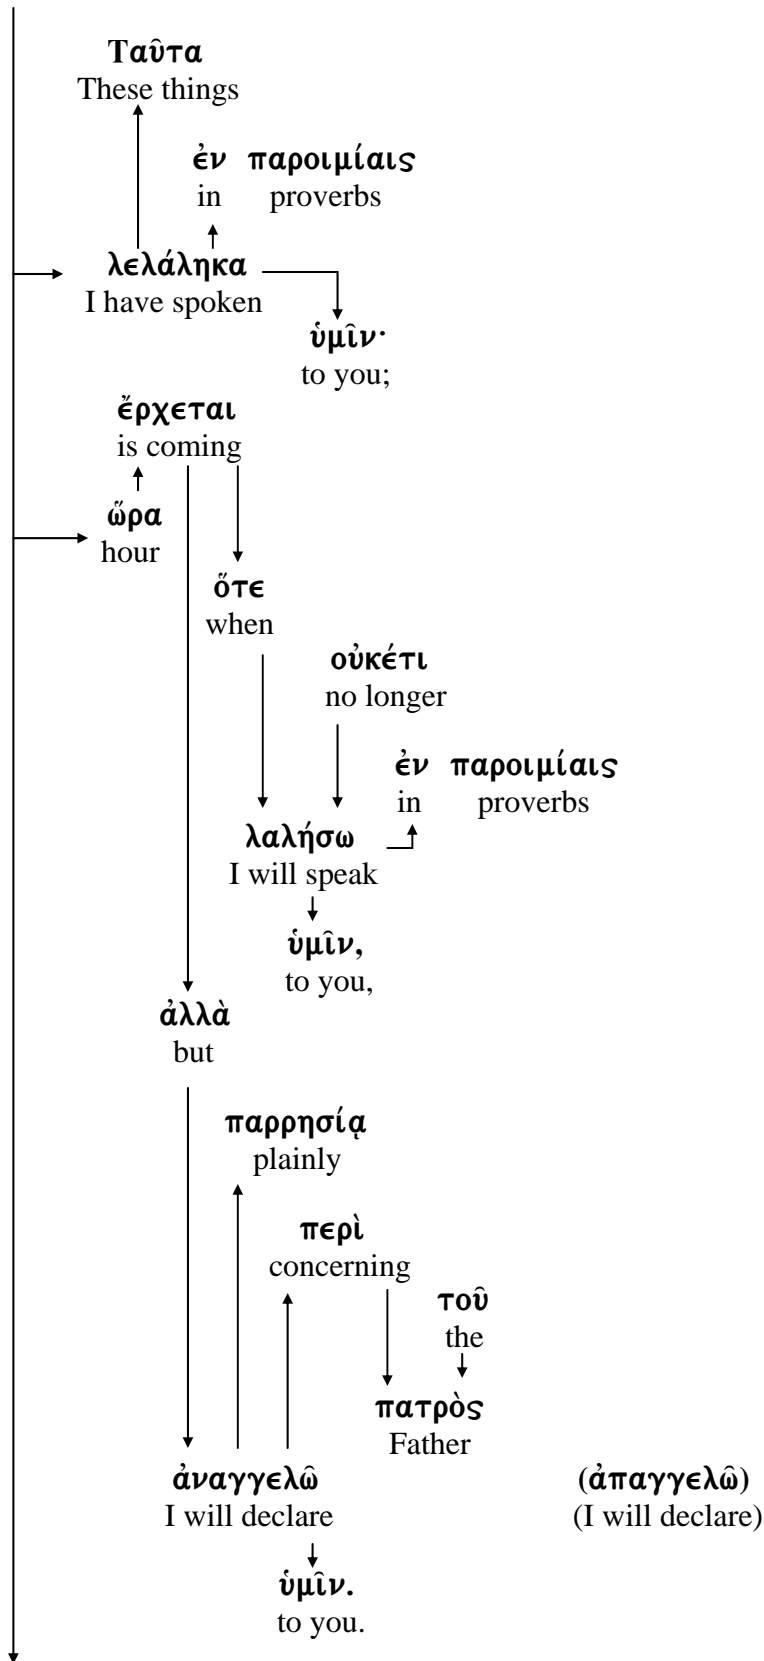 Ταῦτα
These things
ἐν παροιμίαις
in proverbs
λελάληκα
I have spoken
ὑμῖν·
to you;
ἔρχεται
is coming
ὥρα
hour
ὅτε
when
οὐκέτι
no longer
ἐν παροιμίαις
in proverbs
λαλήσω
I will speak
ὑμῖν,
to you,
ἀλλὰ
but
παρρησίᾳ
plainly
περὶ
concerning
τοῦ
the
πατρὸς
Father
ἀναγγελῶ (ἀπαγγελῶ)
I will declare (I will declare)
ὑμῖν.
to you.